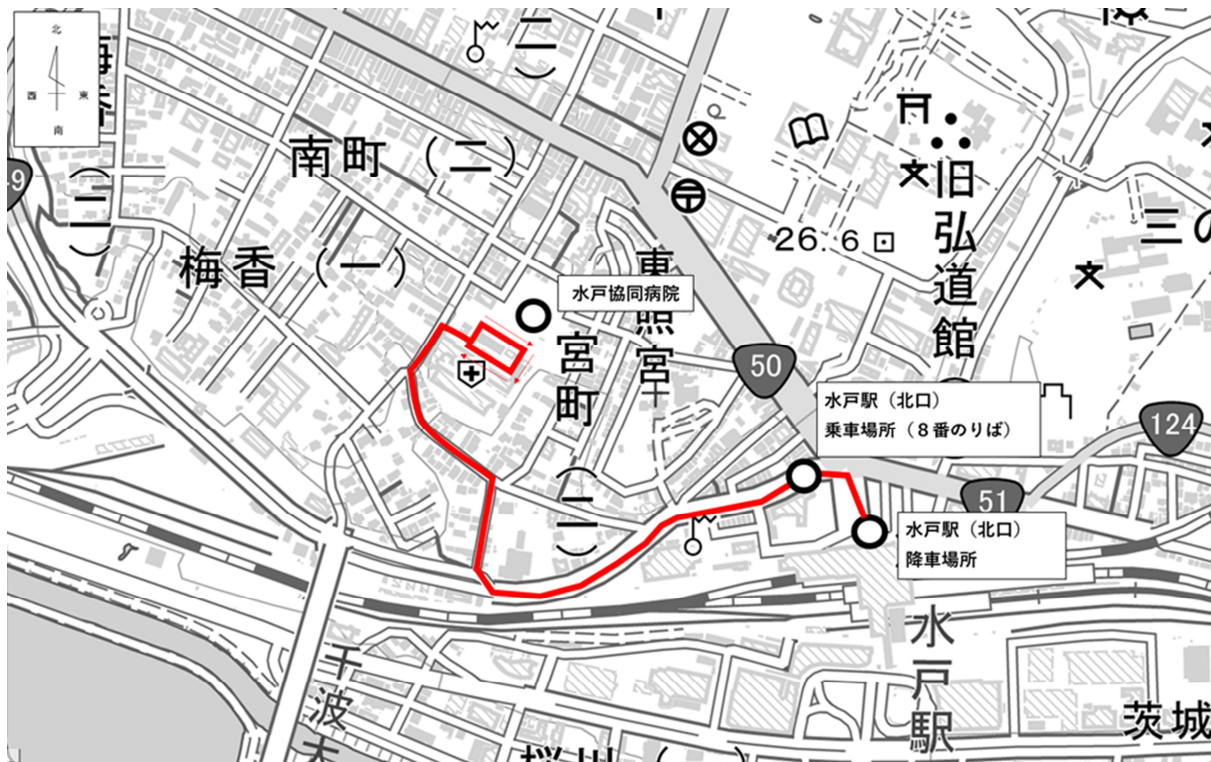 北
西 東
南
南町（二）
梅香（一）
（二）
水戸協同病院
東照宮
宮町
（二）
26.6
旧弘道館
三の
50
水戸駅（北口）
乗車場所（８番のりば）
124
51
水戸駅（北口）
降車場所
水戸駅
千波
茨城